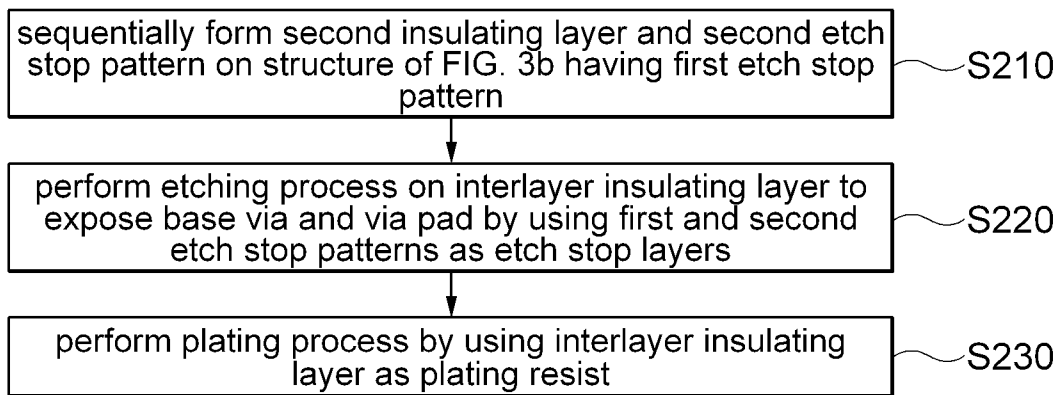 sequentially form second insulating layer and second etch
stop pattern on structure of FIG. 3b having first etch stop
pattern
S210
perform etching process on interlayer insulating layer to
expose base via and via pad by using first and second
etch stop patterns as etch stop layers
S220
perform plating process by using interlayer insulating
layer as plating resist
S230